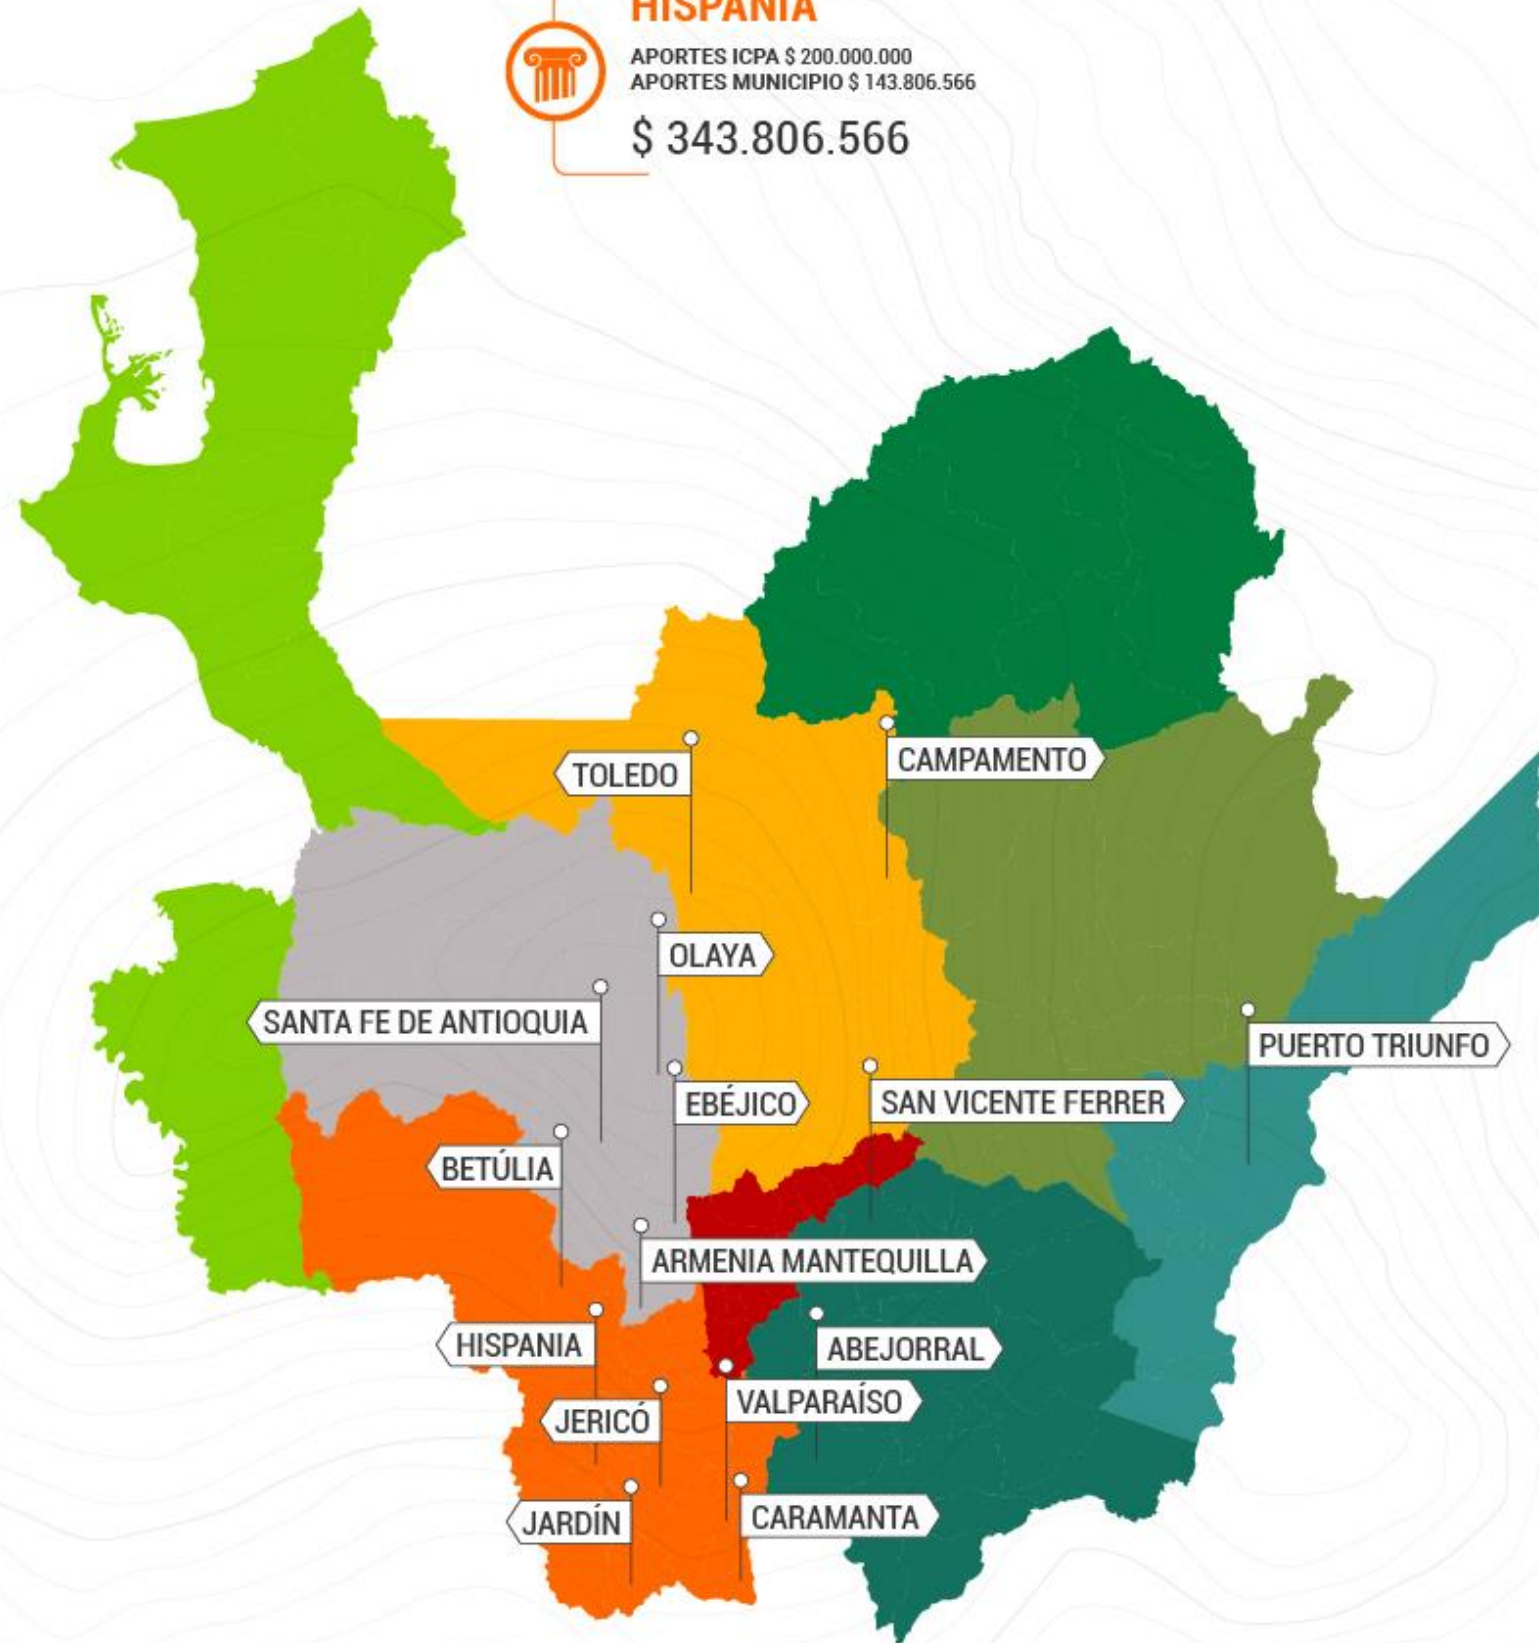 HISPANIA
APORTES ICPA $ 200.000.000
APORTES MUNICIPIO $ 143.806.566
$ 343.806.566
TOLEDO
CAMPAMENTO
OLAYA
SANTA FE DE ANTIOQUIA
PUERTO TRIUNFO
EBÉJICO
SAN VICENTE FERRER
BETÚLIA
ARMENIA MANTEQUILLA
HISPANIA
ABEJORRAL
VALPARAÍSO
JERICÓ
CARAMANTA
JARDÍN